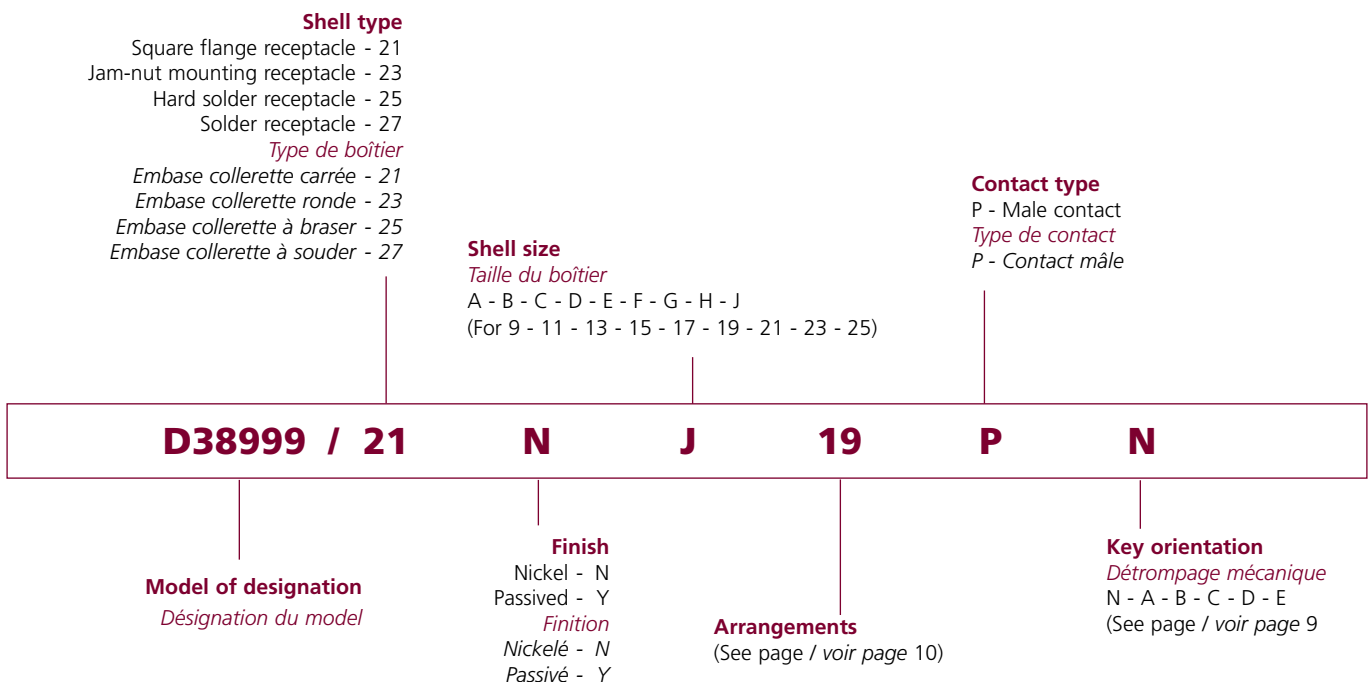 Shell type
Square flange receptacle - 21
Jam-nut mounting receptacle - 23
Hard solder receptacle - 25
Solder receptacle - 27
Type de boîtier
Embase collerette carrée - 21
Embase collerette ronde - 23
Embase collerette à braser - 25
Embase collerette à souder - 27
Shell size
Taille du boîtier
A - B - C - D - E - F - G - H - J
(For 9 - 11 - 13 - 15 - 17 - 19 - 21 - 23 - 25)
Contact type
P - Male contact
Type de contact
P - Contact mâle
D38999 / 21 N J 19 P N
Model of designation
Désignation du model
Finish
Nickel - N
Passived - Y
Finition
Nickelé - N
Passivé - Y
Arrangements
(See page / voir page 10)
Key orientation
Détrompage mécanique
N - A - B - C - D - E
(See page / voir page 9